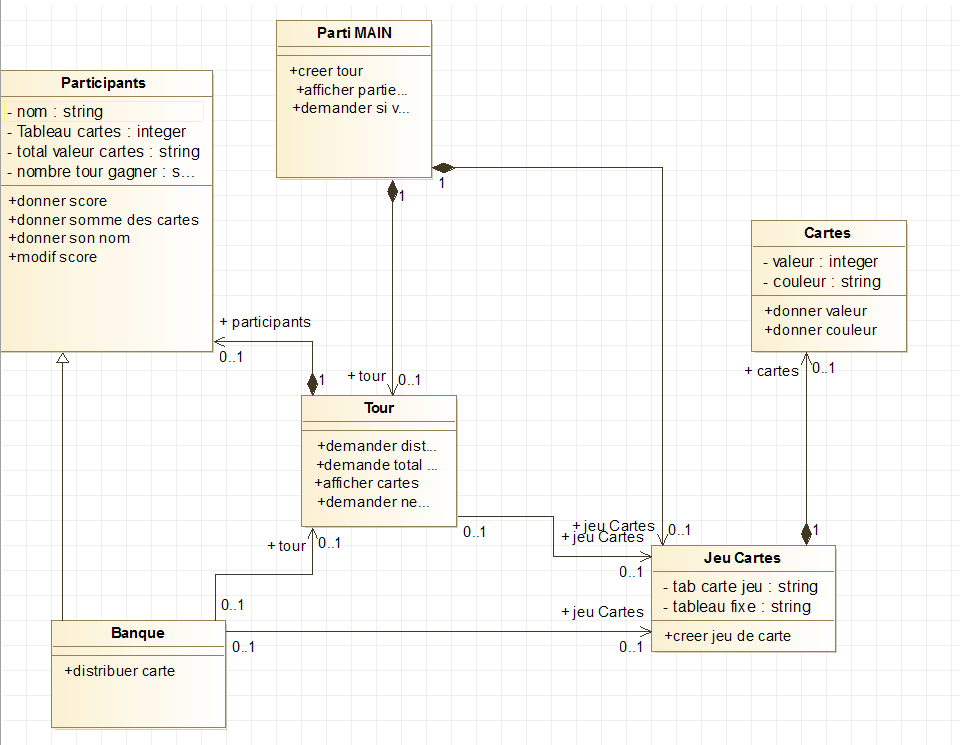 Parti MAIN
+creer tour
+afficher partie...
+demander si v...
1
1
Participants
- nom : string
- Tableau cartes : integer
- total valeur cartes : string
- nombre tour gagner : s...
+donner score
+donner somme des cartes
+donner son nom
+modif score
Cartes
- valeur : integer
- couleur : string
+donner valeur
+donner couleur
+ participants
0..1
1
+ tour
0..1
+ cartes
0..1
Tour
+demander dist...
+demande total ...
+afficher cartes
+demander ne...
0..1
+ tour
0..1
+ jeu Cartes
0..1
+ jeu Cartes
0..1
1
Jeu Cartes
- tab carte jeu : string
- tableau fixe : string
+creer jeu de carte
0..1
+ jeu Cartes
0..1
0..1
Banque
+distribuer carte